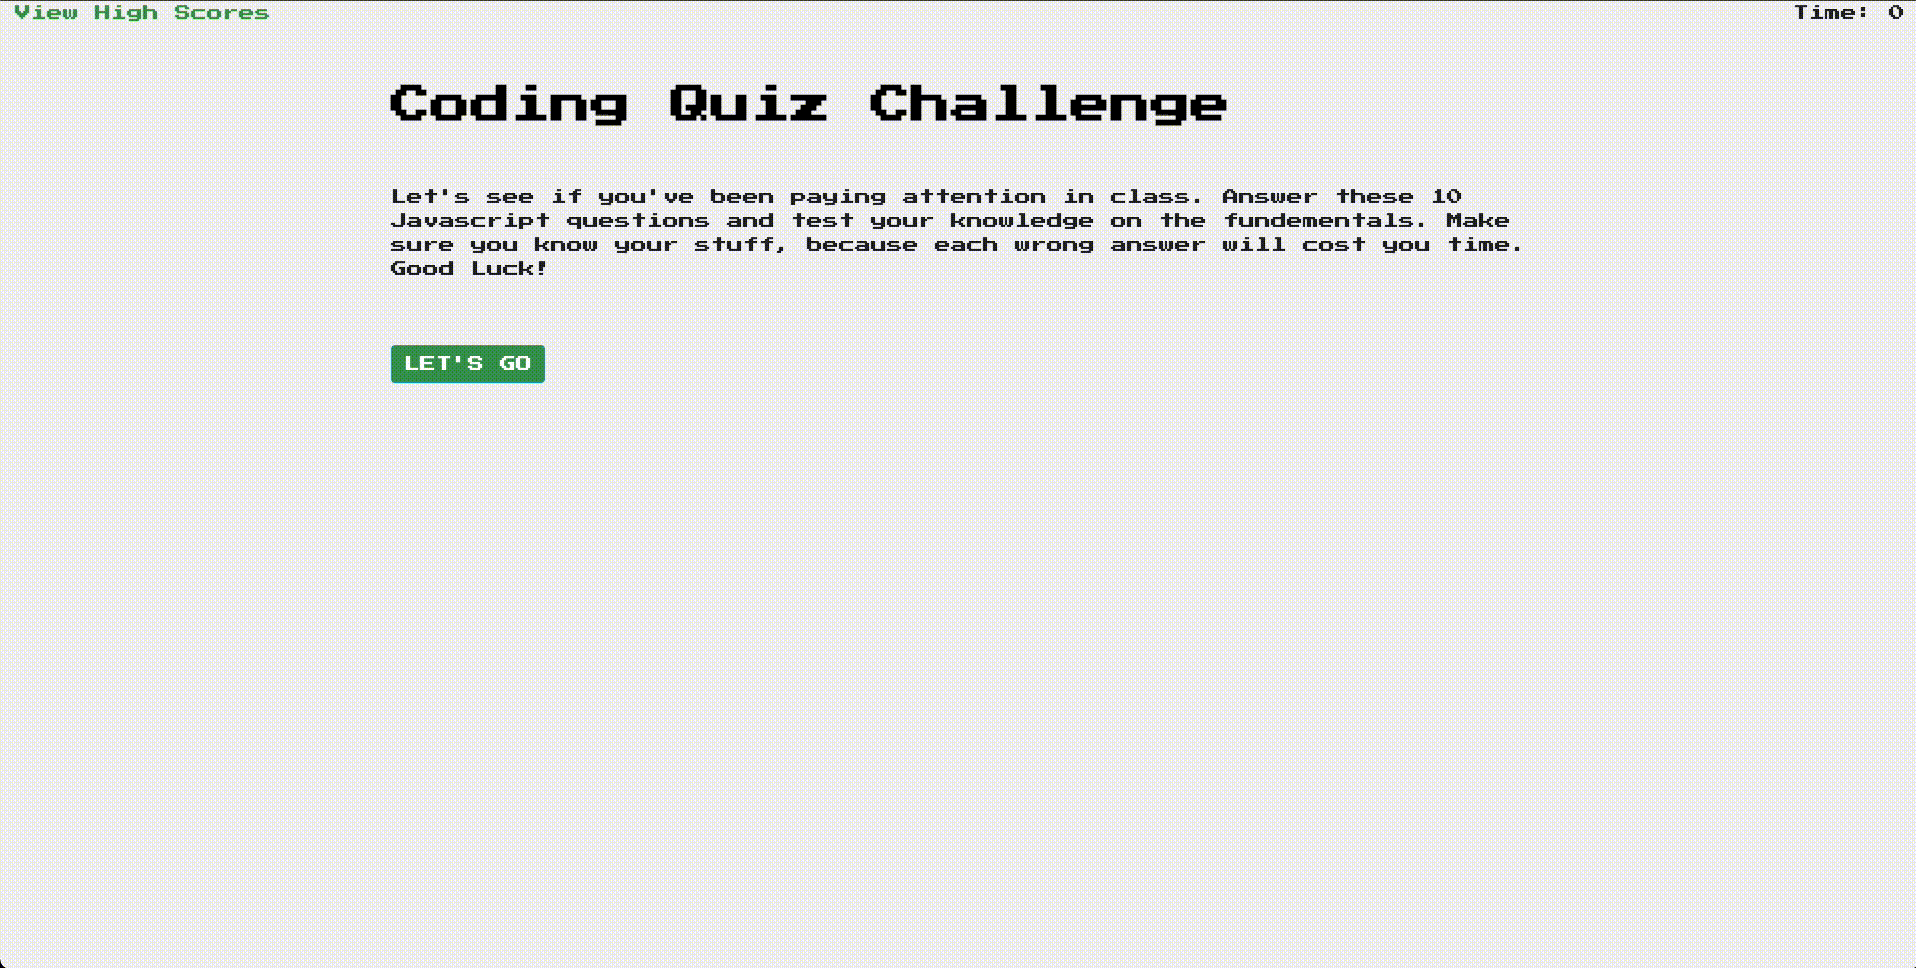 View High Scores
Time: 0
Coding Quiz Challenge
Let's see if you've been paying attention in class. Answer these 10
Javascript questions and test your knowledge on the fundementals. Make
sure you know your stuff, because each wrong answer will cost you time.
Good Luck!
LET'S GO